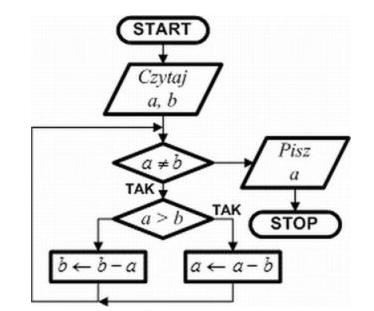 START
Czytaj
a, b
a ≠ b
Pisz
a
TAK
a > b
TAK
STOP
b ← b – a
a ← a – b